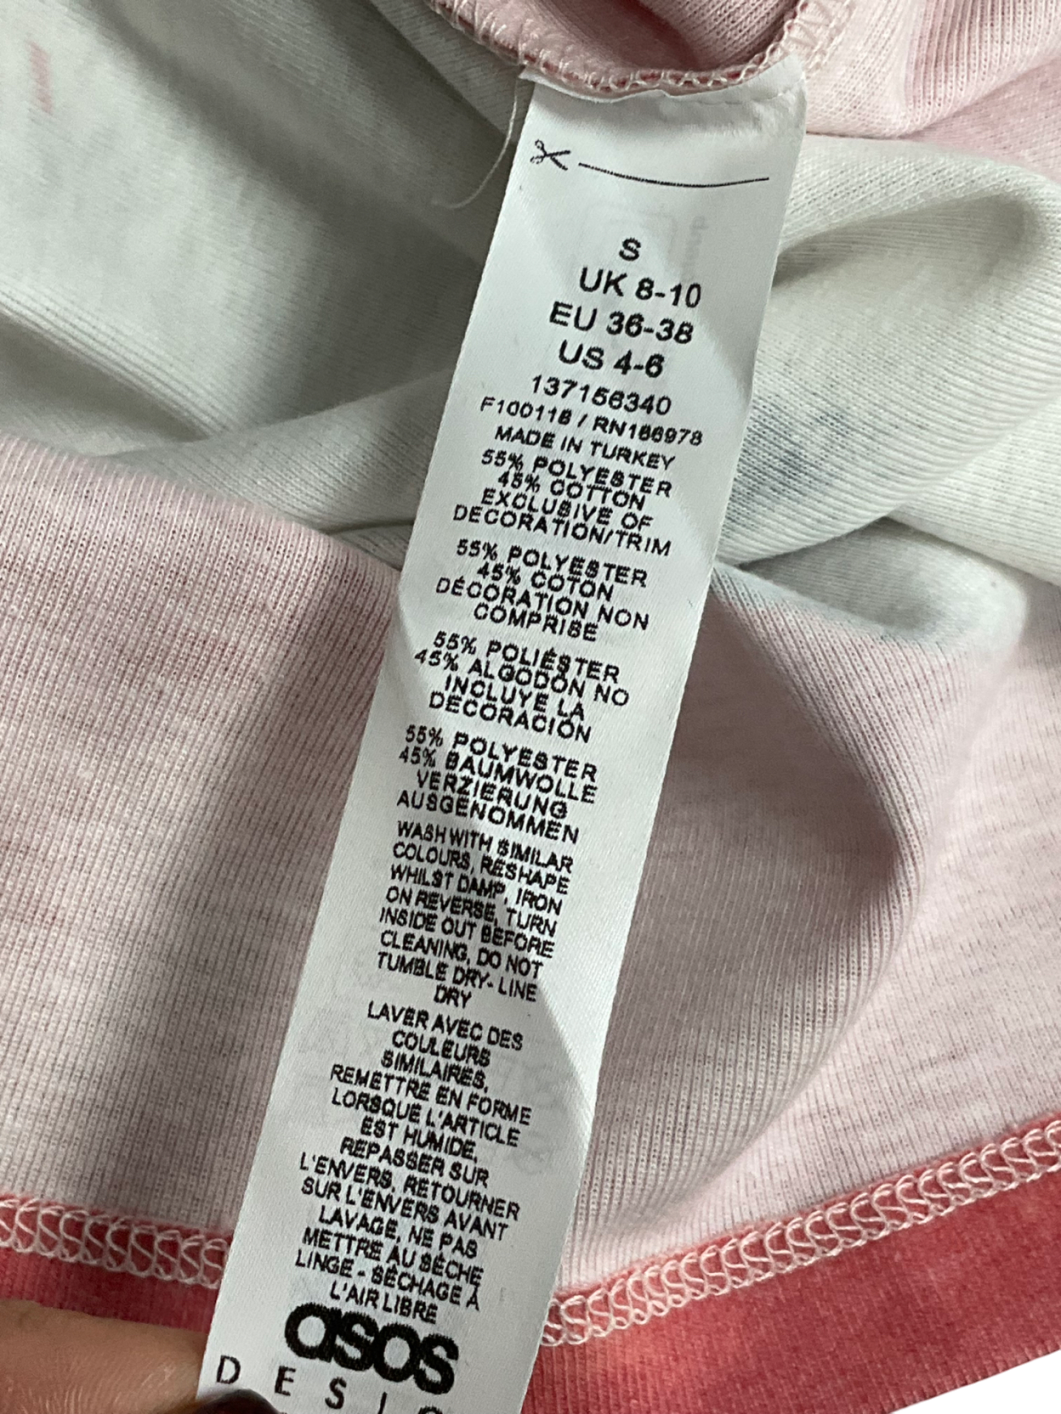 S
UK 8-10
EU 36-38
US 4-6
137156340
F100118 / RN166978
MADE IN TURKEY
55% POLYESTER
45% COTTON
EXCLUSIVE OF
DECORATION/TRIM
55% POLYESTER
45% COTON
DÉCORATION NON
COMPRISE
55% POLIÉSTER
45% ALGODÓN NO
INCLUYE LA
DECORACIÓN
55% POLYESTER
45% BAUMWOLLE
VERZIERUNG
AUSGENOMMEN
WASH WITH SIMILAR
COLOURS, RESHAPE
WHILST DAMP, IRON
ON REVERSE, TURN
INSIDE OUT BEFORE
CLEANING, DO NOT
TUMBLE DRY- LINE
DRY
LAVER AVEC DES
COULEURS
SIMILAIRES,
REMETTRE EN FORME
LORSQUE L'ARTICLE
EST HUMIDE,
REPASSER SUR
L'ENVERS, RETOURNER
SUR L'ENVERS AVANT
LAVAGE, NE PAS
METTRE AU SÈCHE
LINGE - SÉCHAGE À
L'AIR LIBRE
asos
DESIG